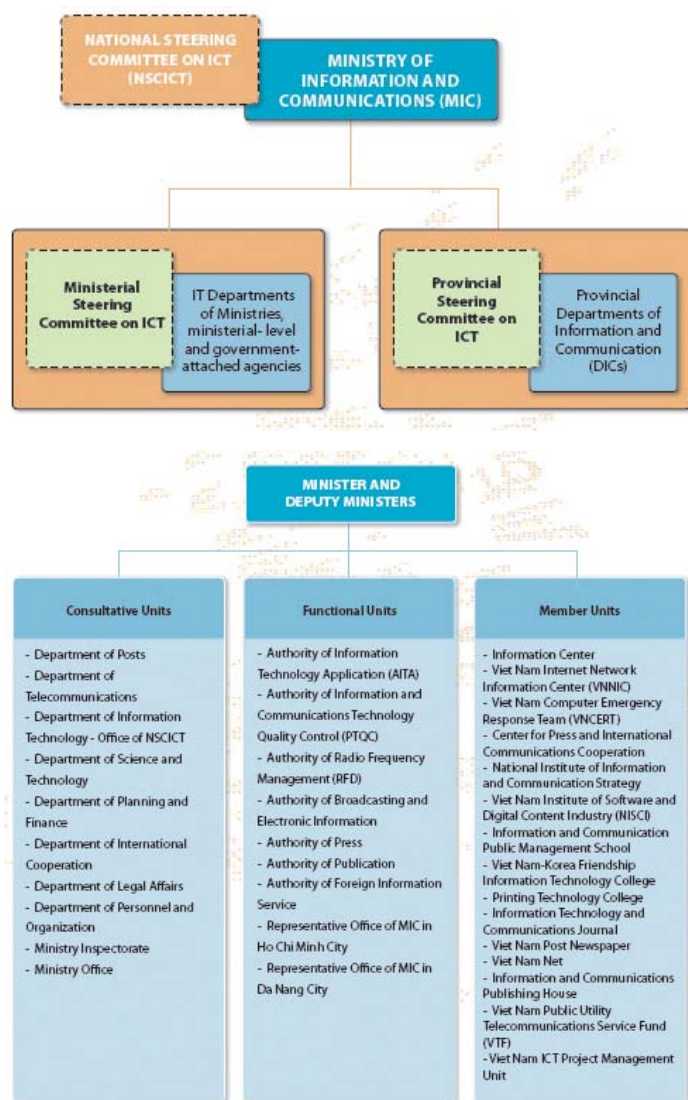 NATIONAL STEERING
COMMITTEE ON ICT
(NSCICT)
MINISTRY OF
INFORMATION AND
COMMUNICATIONS (MIC)
Ministerial
Steering
Committee on ICT
IT Departments
of Ministries,
ministerial- level
and government-
attached agencies
Provincial
Steering
Committee on
ICT
Provincial
Departments of
Information and
Communication
(DICs)
MINISTER AND
DEPUTY MINISTERS
Consultative Units
- Department of Posts
- Department of
Telecommunications
- Department of Information
Technology - Office of NSCICT
- Department of Science and
Technology
- Department of Planning and
Finance
- Department of International
Cooperation
- Department of Legal Affairs
- Department of Personnel and
Organization
- Ministry Inspectorate
- Ministry Office
Functional Units
- Authority of Information
Technology Application (AITA)
- Authority of Information and
Communications Technology
Quality Control (PTQC)
- Authority of Radio Frequency
Management (RFD)
- Authority of Broadcasting and
Electronic Information
- Authority of Press
- Authority of Publication
- Authority of Foreign Information
Service
- Representative Office of MIC in
Ho Chi Minh City
- Representative Office of MIC in
Da Nang City
Member Units
- Information Center
- Viet Nam Internet Network
Information Center (VNNIC)
- Viet Nam Computer Emergency
Response Team (VNCERT)
- Center for Press and International
Communications Cooperation
- National Institute of Information
and Communication Strategy
- Viet Nam Institute of Software and
Digital Content Industry (NISCI)
- Information and Communication
Public Management School
- Viet Nam-Korea Friendship
Information Technology College
- Printing Technology College
- Information Technology and
Communications Journal
- Viet Nam Post Newspaper
- Viet Nam Net
- Information and Communications
Publishing House
- Viet Nam Public Utility
Telecommunications Service Fund
(VTF)
-Viet Nam ICT Project Management
Unit